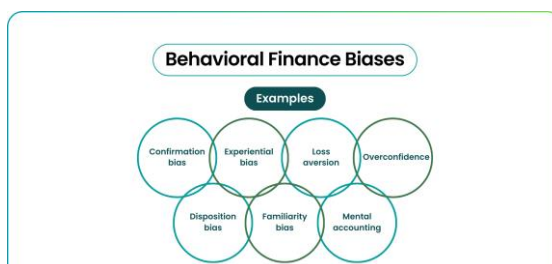 Behavioral Finance Biases
Examples
Confirmation
bias
Experiential
bias
Loss
aversion
Overconfidence
Disposition
bias
Familiarity
bias
Mental
accounting